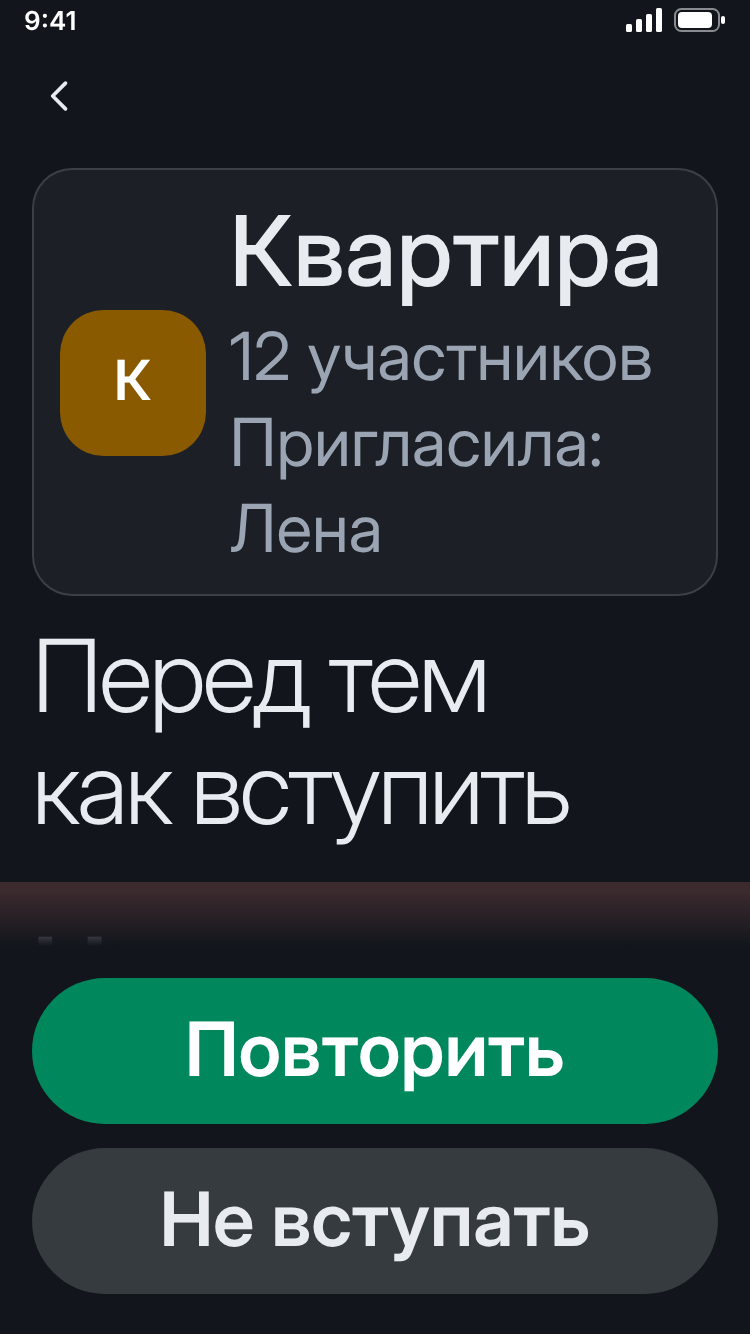 9:41
Квартира
К
12 участников
Пригласила:
Лена
Перед тем
как вступить
Повторить
Не вступать